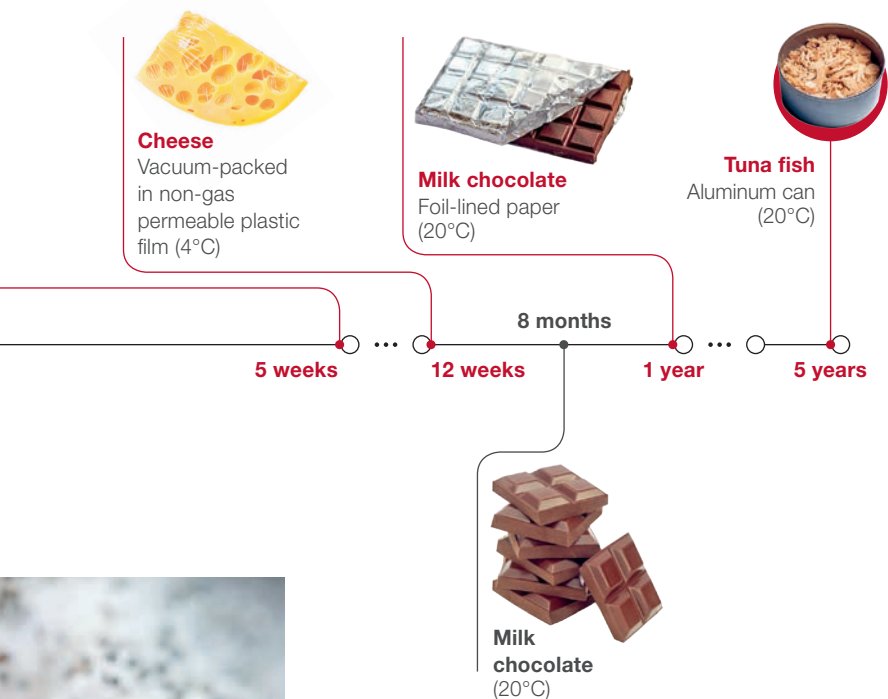 Cheese
Vacuum-packed
in non-gas
permeable plastic
film (4°C)
Milk chocolate
Foil-lined paper
(20°C)
Tuna fish
Aluminum can
(20°C)
8 months
5 weeks
12 weeks
1 year
5 years
Milk
chocolate
(20°C)